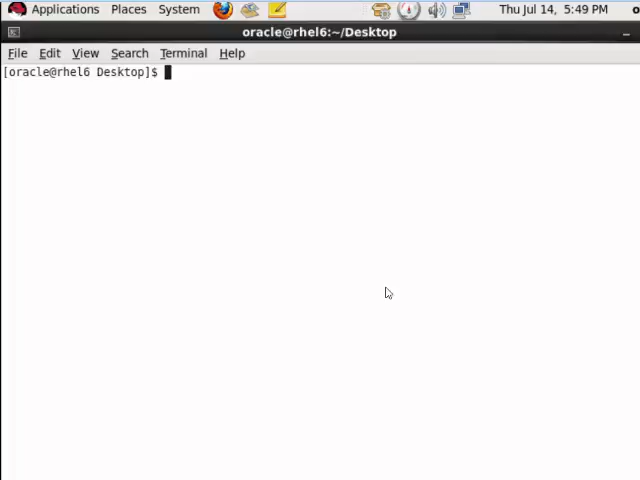 Applications Places System Thu Jul 14, 5:49 PM
oracle@rhel6:~/Desktop
File Edit View Search Terminal Help
[oracle@rhel6 Desktop]$